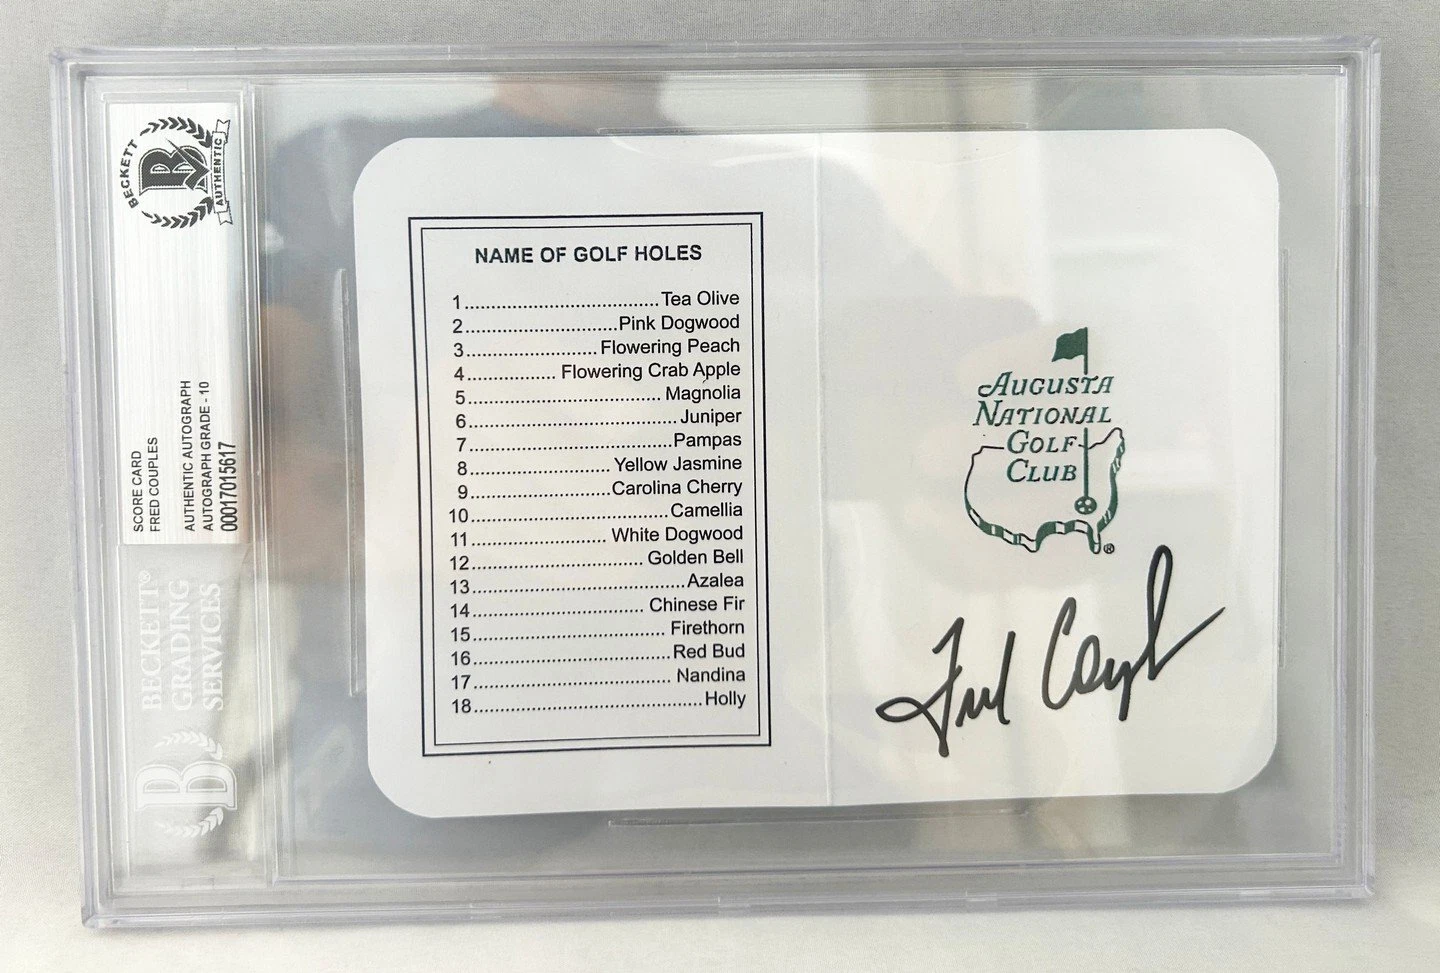 BECKETT
B
AUTHENTIC
SCORE CARD
FRED COUPLES
AUTHENTIC AUTOGRAPH
AUTOGRAPH GRADE - 10
00017015617
BECKETT®
GRADING
SERVICES
B
NAME OF GOLF HOLES
1....................................Tea Olive
2............................Pink Dogwood
3........................Flowering Peach
4................ Flowering Crab Apple
5.................................... Magnolia
6.......................................Juniper
7......................................Pampas
8.......................... Yellow Jasmine
9..........................Carolina Cherry
10.....................................Camellia
11......................... White Dogwood
12................................ Golden Bell
13........................................Azalea
14................................ Chinese Fir
15.................................... Firethorn
16.....................................Red Bud
17..................................... Nandina
18...........................................Holly
AUGUSTA
NATIONAL
GOLF
CLUB
®
Fred Couples